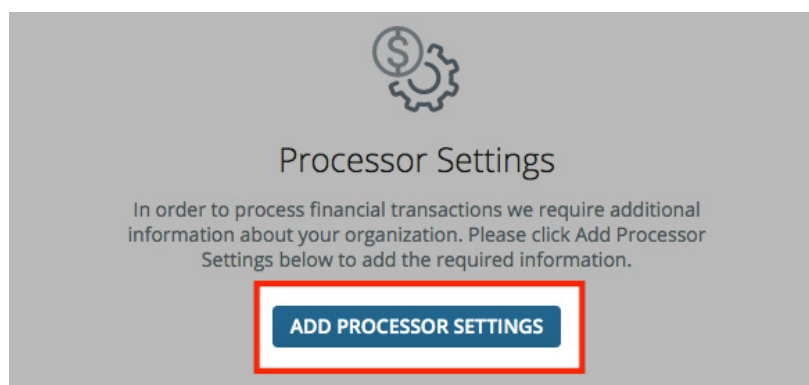 $
Processor Settings
In order to process financial transactions we require additional
information about your organization. Please click Add Processor
Settings below to add the required information.
ADD PROCESSOR SETTINGS